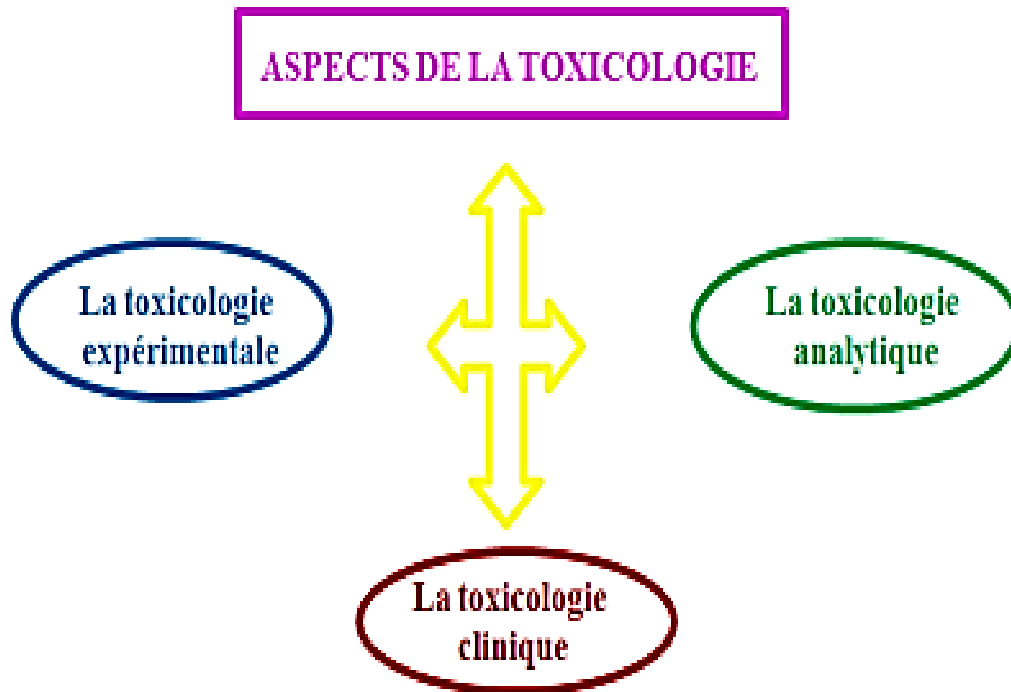 ASPECTS DE LA TOXICOLOGIE
La toxicologie
expérimentale
La toxicologie
analytique
La toxicologie
clinique